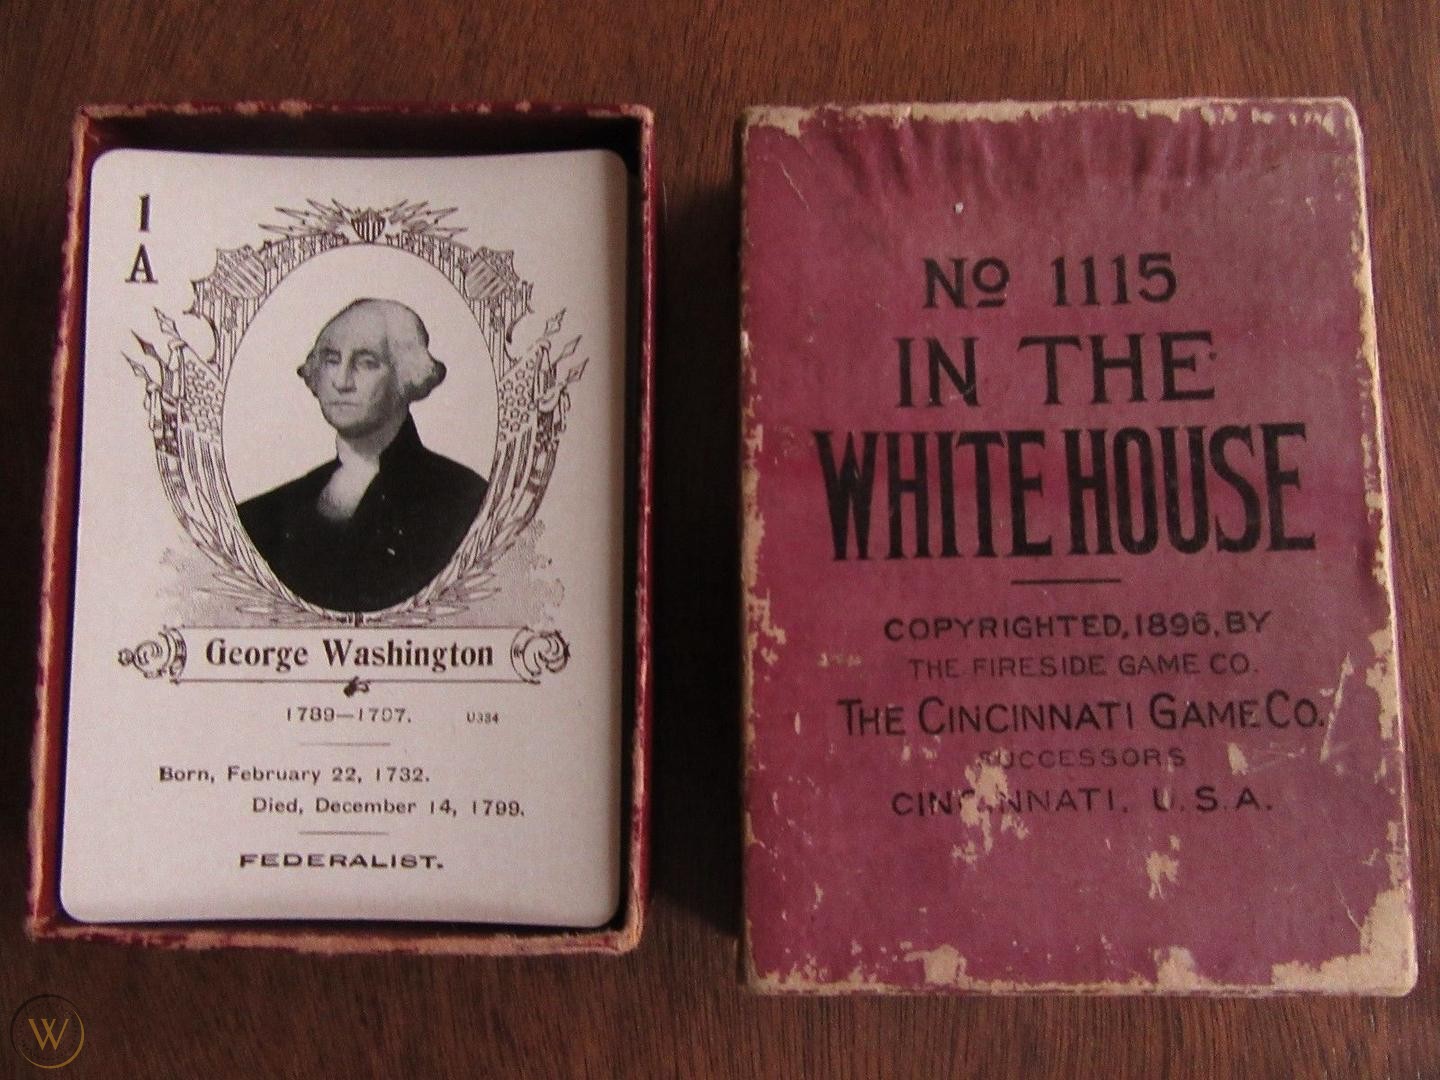 1
A
George Washington
1789—1797. U334
Born, February 22, 1732.
Died, December 14, 1799.
FEDERALIST.
No 1115
IN THE
WHITE HOUSE
COPYRIGHTED, 1896, BY
THE FIRESIDE GAME CO.
THE CINCINNATI GAME CO.
SUCCESSORS
CINCINNATI. U.S.A.
W